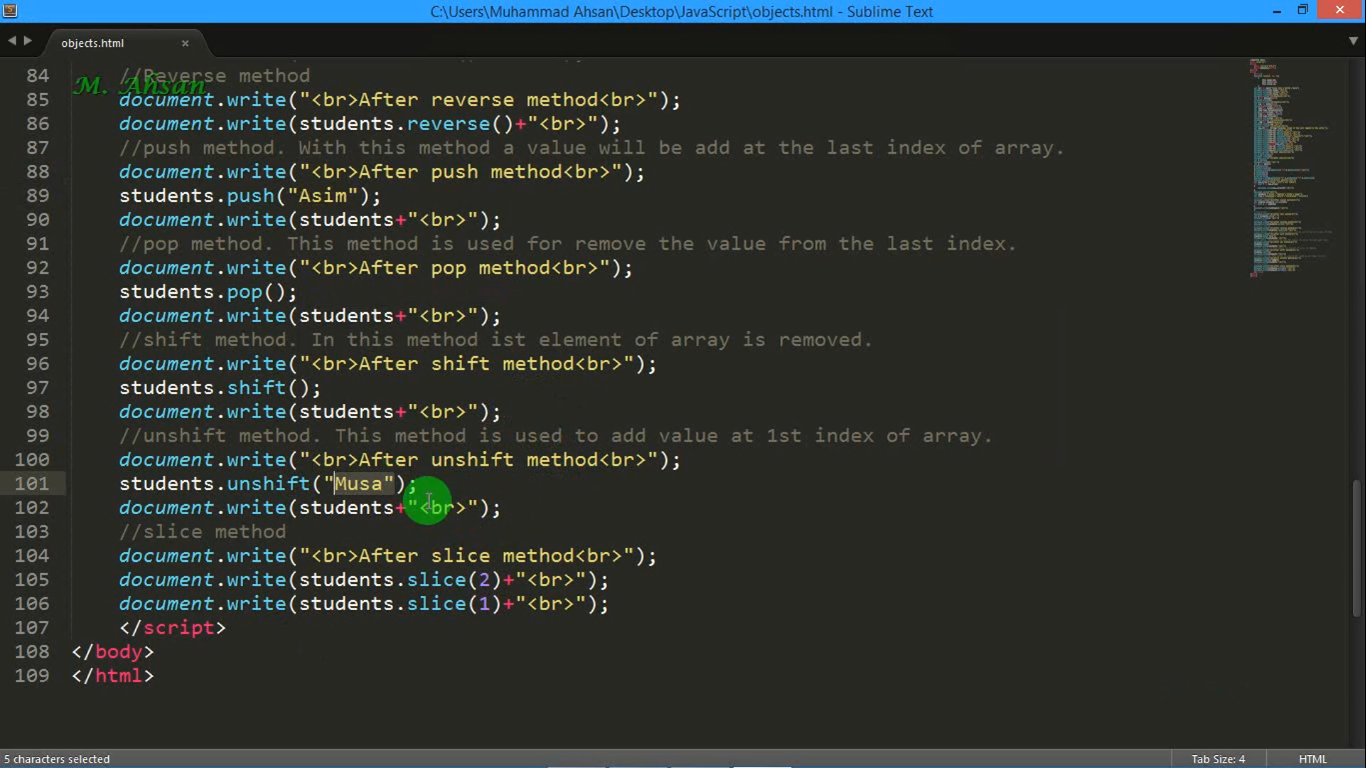 C:\Users\Muhammad Ahsan\Desktop\JavaScript\objects.html - Sublime Text
objects.html
M. Ahsan
84 //Reverse method
85 document.write("<br>After reverse method<br>");
86 document.write(students.reverse()+"<br>");
87 //push method. With this method a value will be add at the last index of array.
88 document.write("<br>After push method<br>");
89 students.push("Asim");
90 document.write(students+"<br>");
91 //pop method. This method is used for remove the value from the last index.
92 document.write("<br>After pop method<br>");
93 students.pop();
94 document.write(students+"<br>");
95 //shift method. In this method ist element of array is removed.
96 document.write("<br>After shift method<br>");
97 students.shift();
98 document.write(students+"<br>");
99 //unshift method. This method is used to add value at 1st index of array.
100 document.write("<br>After unshift method<br>");
101 students.unshift("Musa");
102 document.write(students+"<br>");
103 //slice method
104 document.write("<br>After slice method<br>");
105 document.write(students.slice(2)+"<br>");
106 document.write(students.slice(1)+"<br>");
107 </script>
108 </body>
109 </html>
5 characters selected
Tab Size: 4
HTML